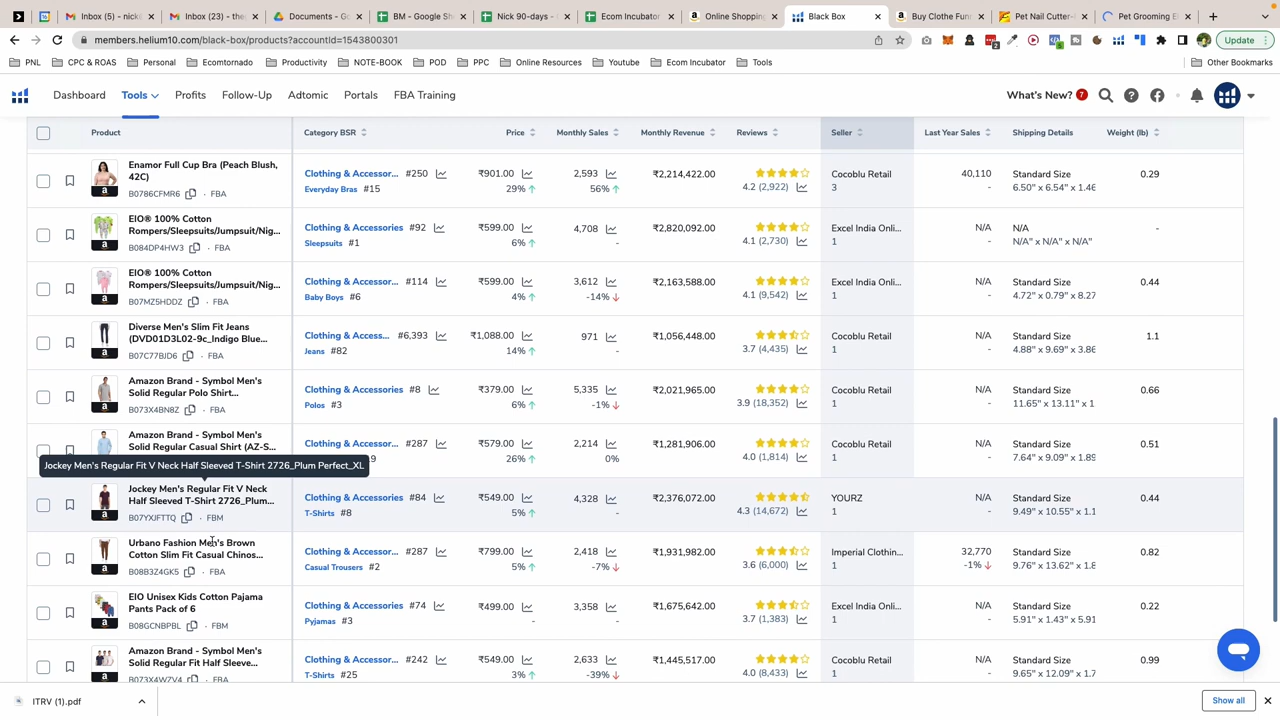 Inbox (5) - nick
Inbox (23) - the
Documents - Go
BM - Google Sh
Nick 90-days - E
Ecom Incubator
Online Shopping
Black Box
Buy Clothe Fun
Pet Nail Cutter-
Pet Grooming B
members.helium10.com/black-box/products?accountId=1543800301
Update
PNL
CPC & ROAS
Personal
Ecomtornado
Productivity
NOTE-BOOK
POD
PPC
Online Resources
Youtube
Ecom Incubator
Tools
Other Bookmarks
Dashboard
Tools
Profits
Follow-Up
Adtomic
Portals
FBA Training
What's New? 7
Product
Category BSR
Price
Monthly Sales
Monthly Revenue
Reviews
Seller
Last Year Sales
Shipping Details
Weight (lb)
Enamor Full Cup Bra (Peach Blush,
42C)
B0786CFMR6 · FBA
Clothing & Accessor... #250
Everyday Bras #15
₹901.00
29%
2,593
56%
₹2,214,422.00
4.2 (2,922)
Cocoblu Retail
3
40,110
-
Standard Size
6.50" x 6.54" x 1.46
0.29
EIO® 100% Cotton
Rompers/Sleepsuits/Jumpsuit/Nig...
B084DP4HW3 · FBA
Clothing & Accessories #92
Sleepsuits #1
₹599.00
6%
4,708
-
₹2,820,092.00
4.1 (2,730)
Excel India Onli...
1
N/A
-
N/A
N/A" x N/A" x N/A"
-
EIO® 100% Cotton
Rompers/Sleepsuits/Jumpsuit/Nig...
B07MZ5HDDZ · FBA
Clothing & Accessor... #114
Baby Boys #6
₹599.00
4%
3,612
-14%
₹2,163,588.00
4.1 (9,542)
Excel India Onli...
1
N/A
-
Standard Size
4.72" x 0.79" x 8.27
0.44
Diverse Men's Slim Fit Jeans
(DVD01D3L02-9c_Indigo Blue...
B07C77BJD6 · FBA
Clothing & Access... #6,393
Jeans #82
₹1,088.00
14%
971
-
₹1,056,448.00
3.7 (4,435)
Cocoblu Retail
1
N/A
-
Standard Size
4.88" x 9.69" x 3.86
1.1
Amazon Brand - Symbol Men's
Solid Regular Polo Shirt...
B073X4BN8Z · FBA
Clothing & Accessories #8
Polos #3
₹379.00
6%
5,335
-1%
₹2,021,965.00
3.9 (18,352)
Cocoblu Retail
1
N/A
-
Standard Size
11.65" x 13.11" x 1
0.66
Amazon Brand - Symbol Men's
Solid Regular Casual Shirt (AZ-S...
Clothing & Accessor... #287
9
₹579.00
26%
2,214
0%
₹1,281,906.00
4.0 (1,814)
Cocoblu Retail
1
N/A
-
Standard Size
7.64" x 9.09" x 1.89
0.51
Jockey Men's Regular Fit V Neck Half Sleeved T-Shirt 2726_Plum Perfect_XL
Jockey Men's Regular Fit V Neck
Half Sleeved T-Shirt 2726_Plum...
B07YXJFTTQ · FBM
Clothing & Accessories #84
T-Shirts #8
₹549.00
5%
4,328
-
₹2,376,072.00
4.3 (14,672)
YOURZ
1
N/A
-
Standard Size
9.49" x 10.55" x 1.1
0.44
Urbano Fashion Men's Brown
Cotton Slim Fit Casual Chinos...
B08B3Z4GK5 · FBA
Clothing & Accessor... #287
Casual Trousers #2
₹799.00
5%
2,418
-7%
₹1,931,982.00
3.6 (6,000)
Imperial Clothin...
1
32,770
-1%
Standard Size
9.76" x 13.62" x 1.8
0.82
EIO Unisex Kids Cotton Pajama
Pants Pack of 6
B08GCNBPBL · FBM
Clothing & Accessories #74
Pyjamas #3
₹499.00
-
3,358
-
₹1,675,642.00
3.7 (1,383)
Excel India Onli...
1
N/A
-
Standard Size
5.91" x 1.43" x 5.91
0.22
Amazon Brand - Symbol Men's
Solid Regular Fit Half Sleeve...
B073X4WZV4 · FBA
Clothing & Accessor... #242
T-Shirts #25
₹549.00
3%
2,633
-39%
₹1,445,517.00
4.0 (8,433)
Cocoblu Retail
1
N/A
-
Standard Size
9.65" x 12.09" x 1.7
0.99
ITRV (1).pdf
Show all